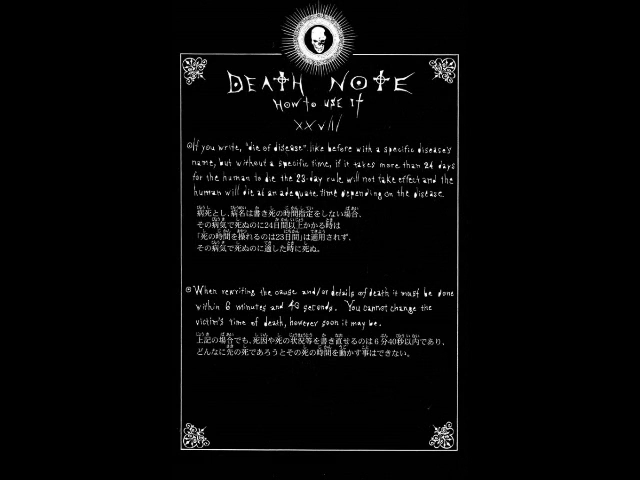 DEATH NOTE
HOW to USE It
XXVIII
If you write, "die of disease" like before with a specific disease's
name, but without a specific time, if it takes more than 24 days
for the human to die the 23-day rule will not take effect and the
human will die at an adequate time depending on the disease.
病死とし、病名は書き死の時間指定をしない場合、
その病気で死ぬのに24日間以上かかる時は
「死の時間を操れるのは23日間」は適用されず、
その病気で死ぬのに適した時に死ぬ。
When rewriting the cause and/or details of death it must be done
within 6 minutes and 40 seconds. You cannot change the
victim's time of death, however soon it may be.
上記の場合でも、死因や死の状況等を書き直せるのは6分40秒以内であり、
どんなに先の死であろうとその死の時間を動かす事はできない。